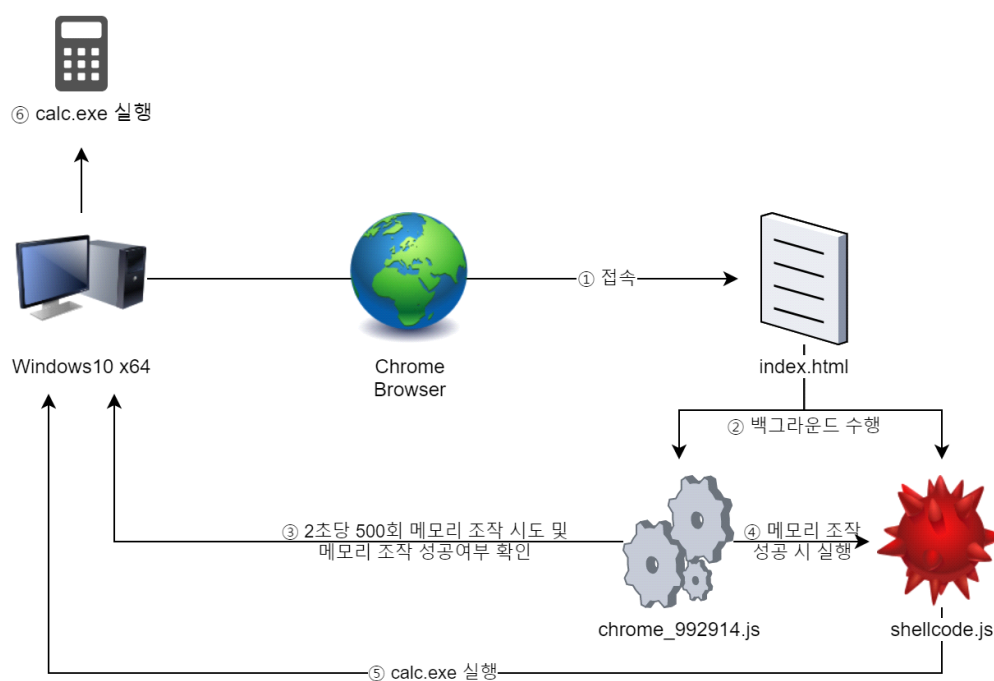 ⑥ calc.exe 실행
① 접속
Windows10 x64
Chrome
Browser
index.html
② 백그라운드 수행
③ 2초당 500회 메모리 조작 시도 및
메모리 조작 성공여부 확인
④ 메모리 조작
성공 시 실행
chrome_992914.js
shellcode.js
⑤ calc.exe 실행